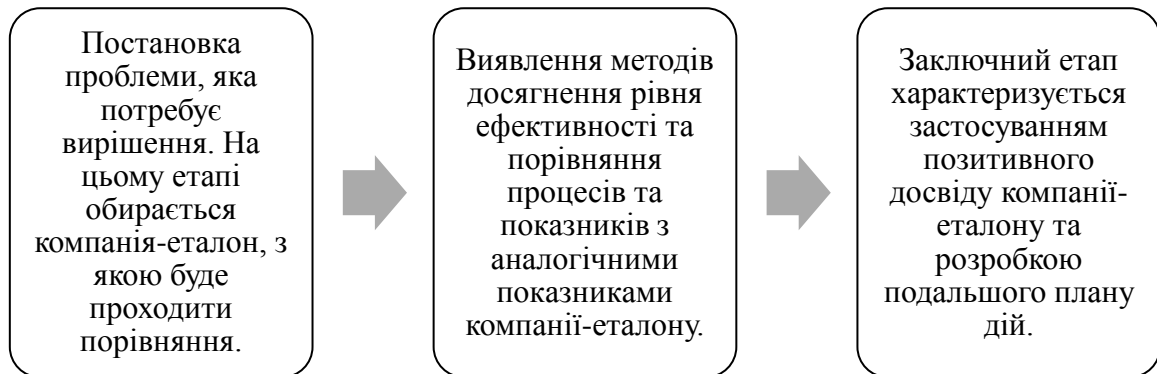 Постановка
проблеми, яка
потребує
вирішення. На
цьому етапі
обирається
компанія-еталон, з
якою буде
проходити
порівняння.
Виявлення методів
досягнення рівня
ефективності та
порівняння
процесів та
показників з
аналогічними
показниками
компанії-еталону.
Заключний етап
характеризується
застосуванням
позитивного
досвіду компанії-
еталону та
розробкою
подальшого плану
дій.